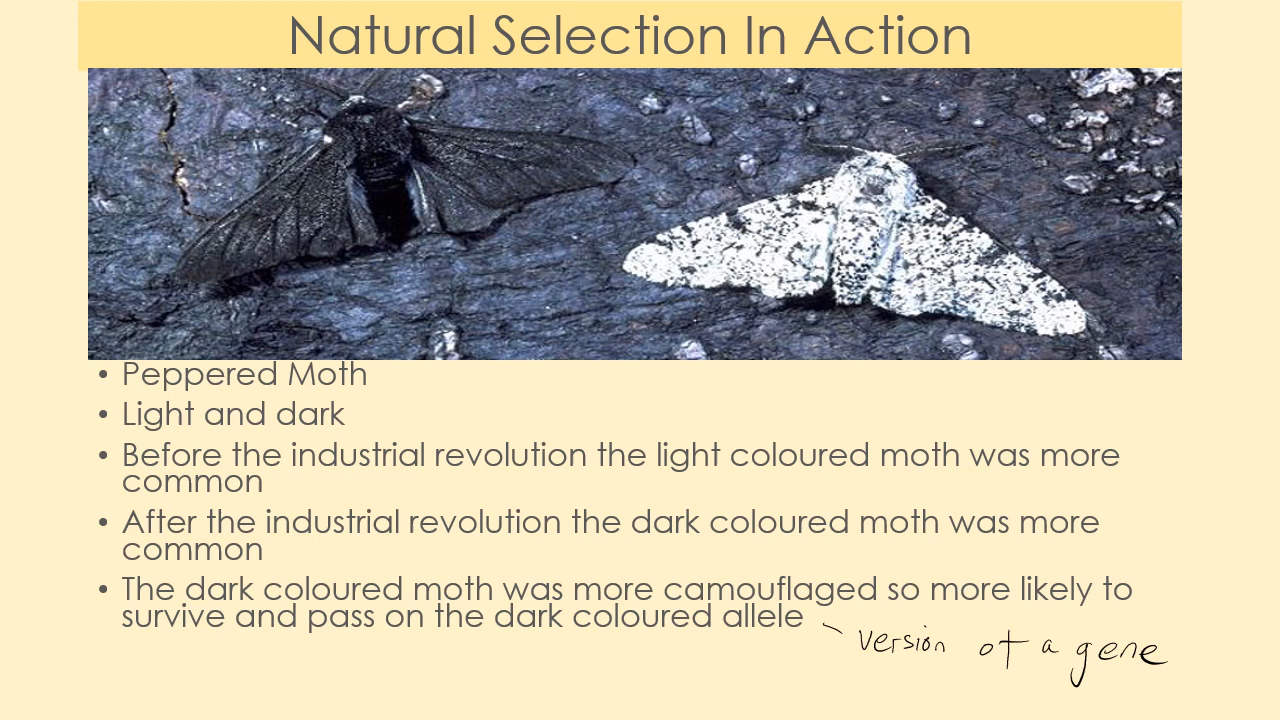 Natural Selection In Action
• Peppered Moth
• Light and dark
• Before the industrial revolution the light coloured moth was more
common
• After the industrial revolution the dark coloured moth was more
common
• The dark coloured moth was more camouflaged so more likely to
survive and pass on the dark coloured allele
version of a gene